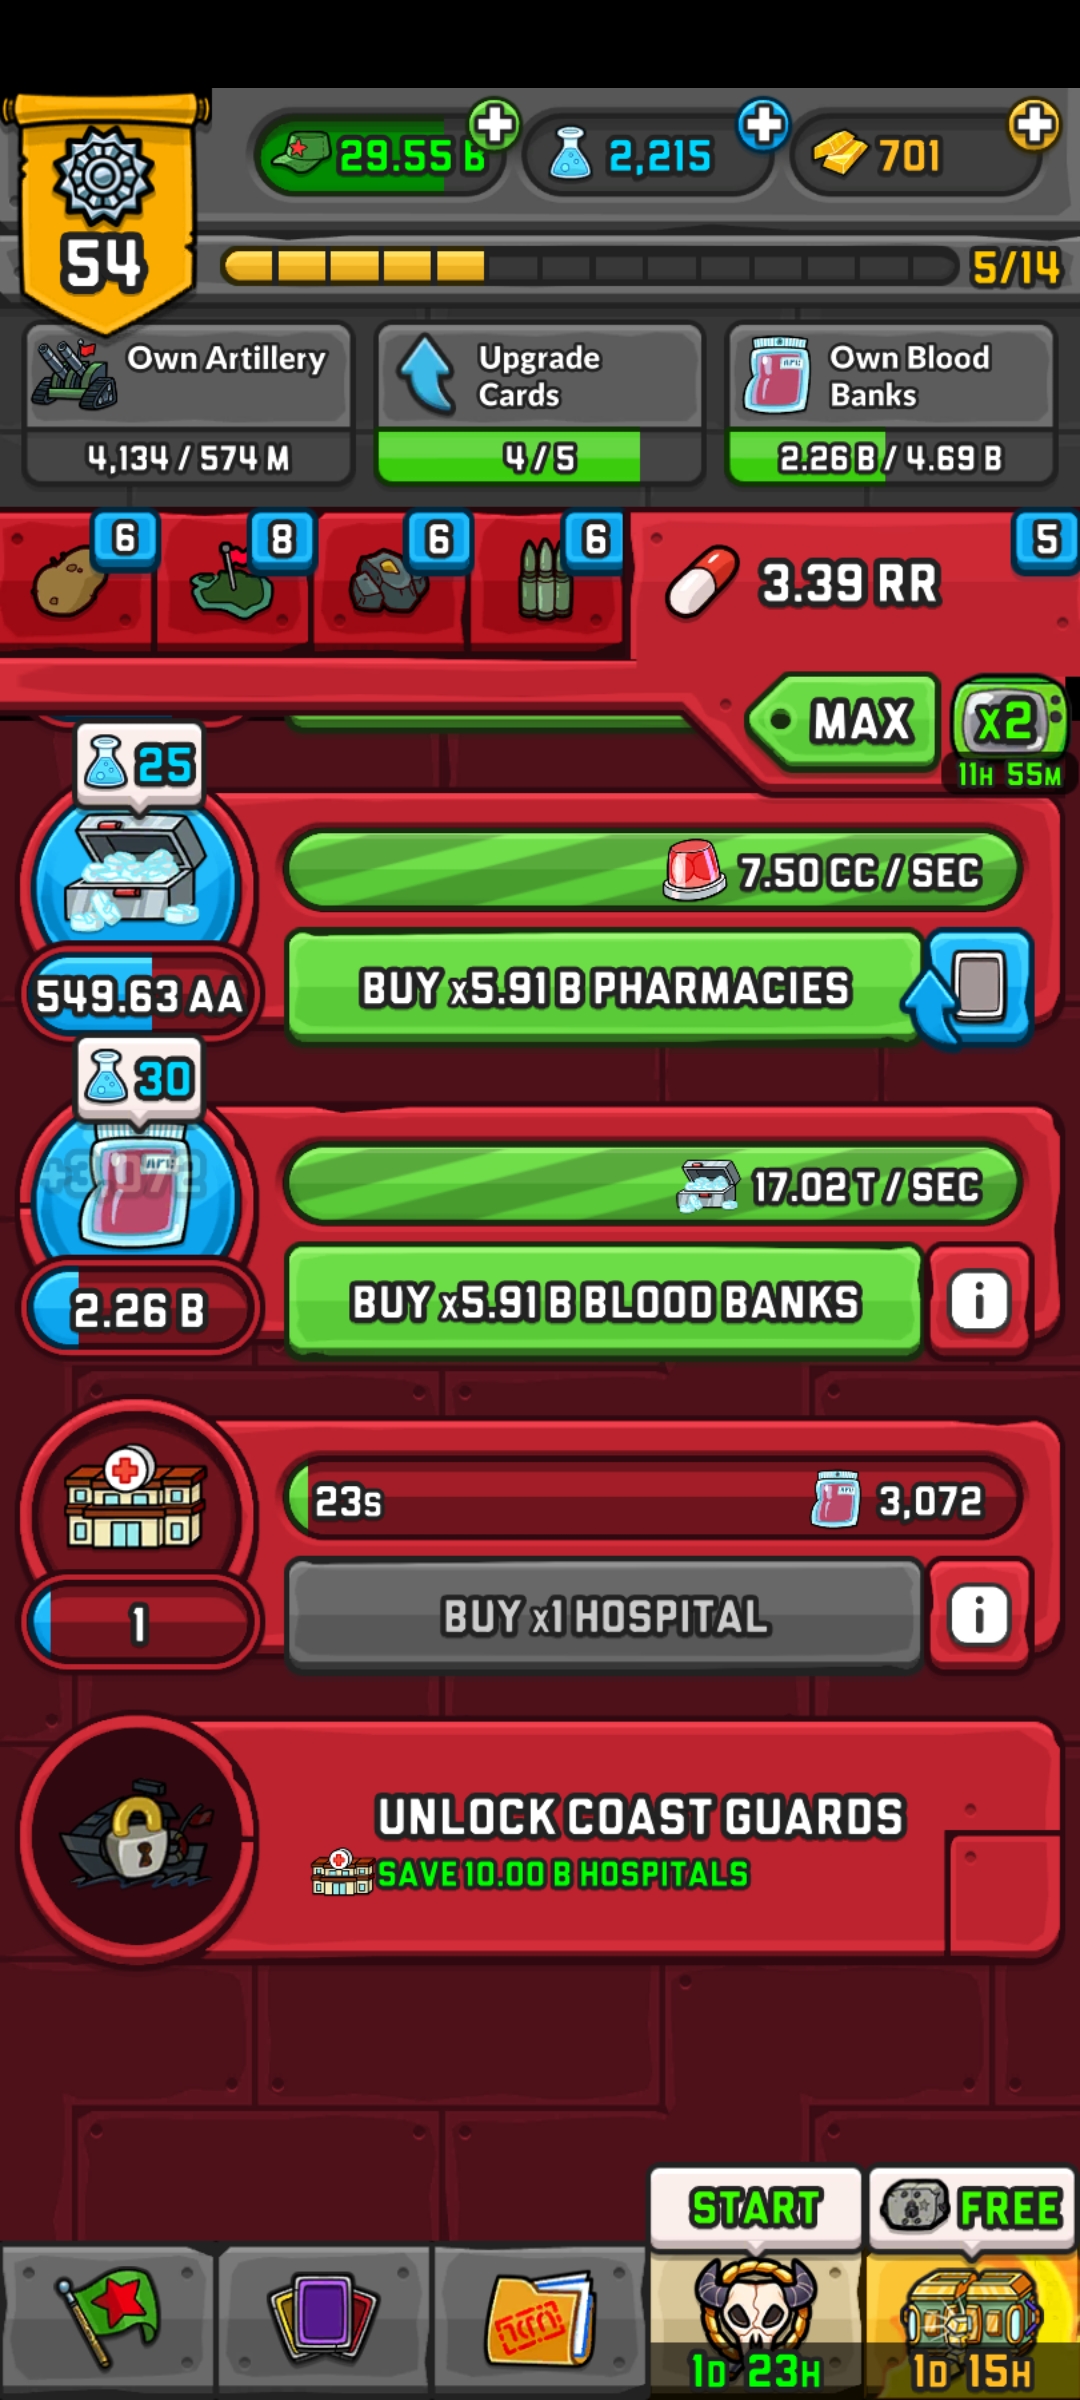 29.55 B
2,215
701
54
5/14
Own Artillery
4,134 / 574 M
Upgrade
Cards
4 / 5
Own Blood
Banks
2.26 B / 4.69 B
6
8
6
6
3.39 RR
5
MAX
x2
11H 55M
25
7.50 CC / SEC
549.63 AA
BUY x5.91 B PHARMACIES
30
+3,072
17.02 T / SEC
2.26 B
BUY x5.91 B BLOOD BANKS
23s
3,072
1
BUY x1 HOSPITAL
UNLOCK COAST GUARDS
SAVE 10.00 B HOSPITALS
START
FREE
1D 23H
1D 15H